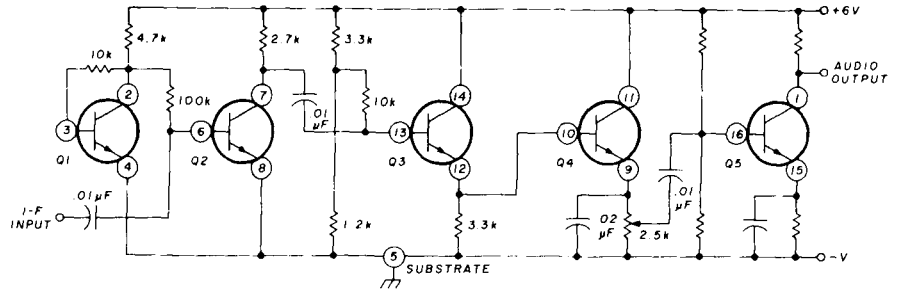 +6V
4.7k
2.7k
3.3k
10k
100k
.01
µF
10k
AUDIO
OUTPUT
2
7
14
11
1
3
6
13
10
16
Q1
Q2
Q3
Q4
Q5
4
8
12
9
15
.01µF
I-F
INPUT
1.2k
3.3k
.02
µF
2.5k
.01
µF
5
SUBSTRATE
-V